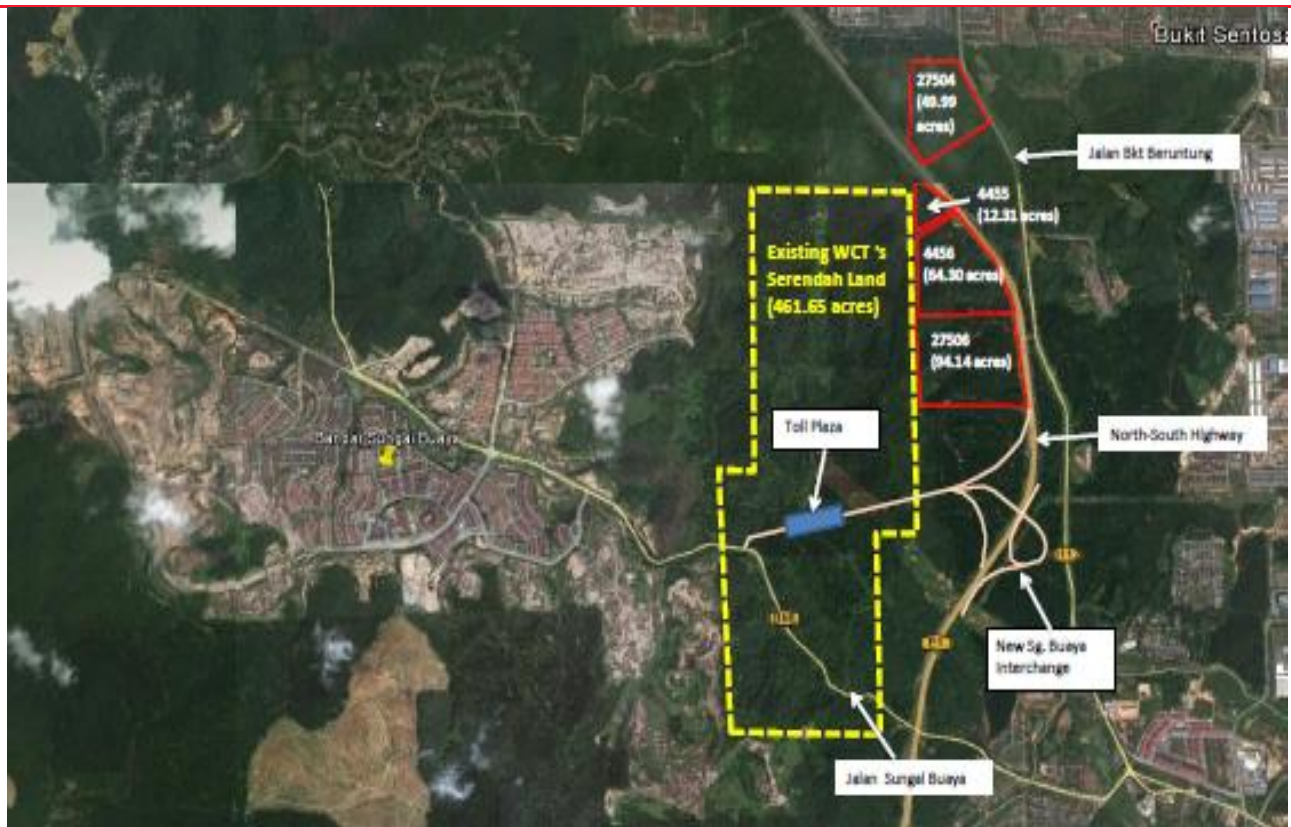 Bukit Sentosa
27504
(49.99
acres)
Jalan Bkt Beruntung
4455
(12.31 acres)
Existing WCT 's
Serendah Land
(461.65 acres)
4456
(64.30 acres)
27506
(94.14 acres)
Toll Plaza
North-South Highway
Bandar Sungai Buaya
New Sg. Buaya
Interchange
Jalan Sungai Buaya